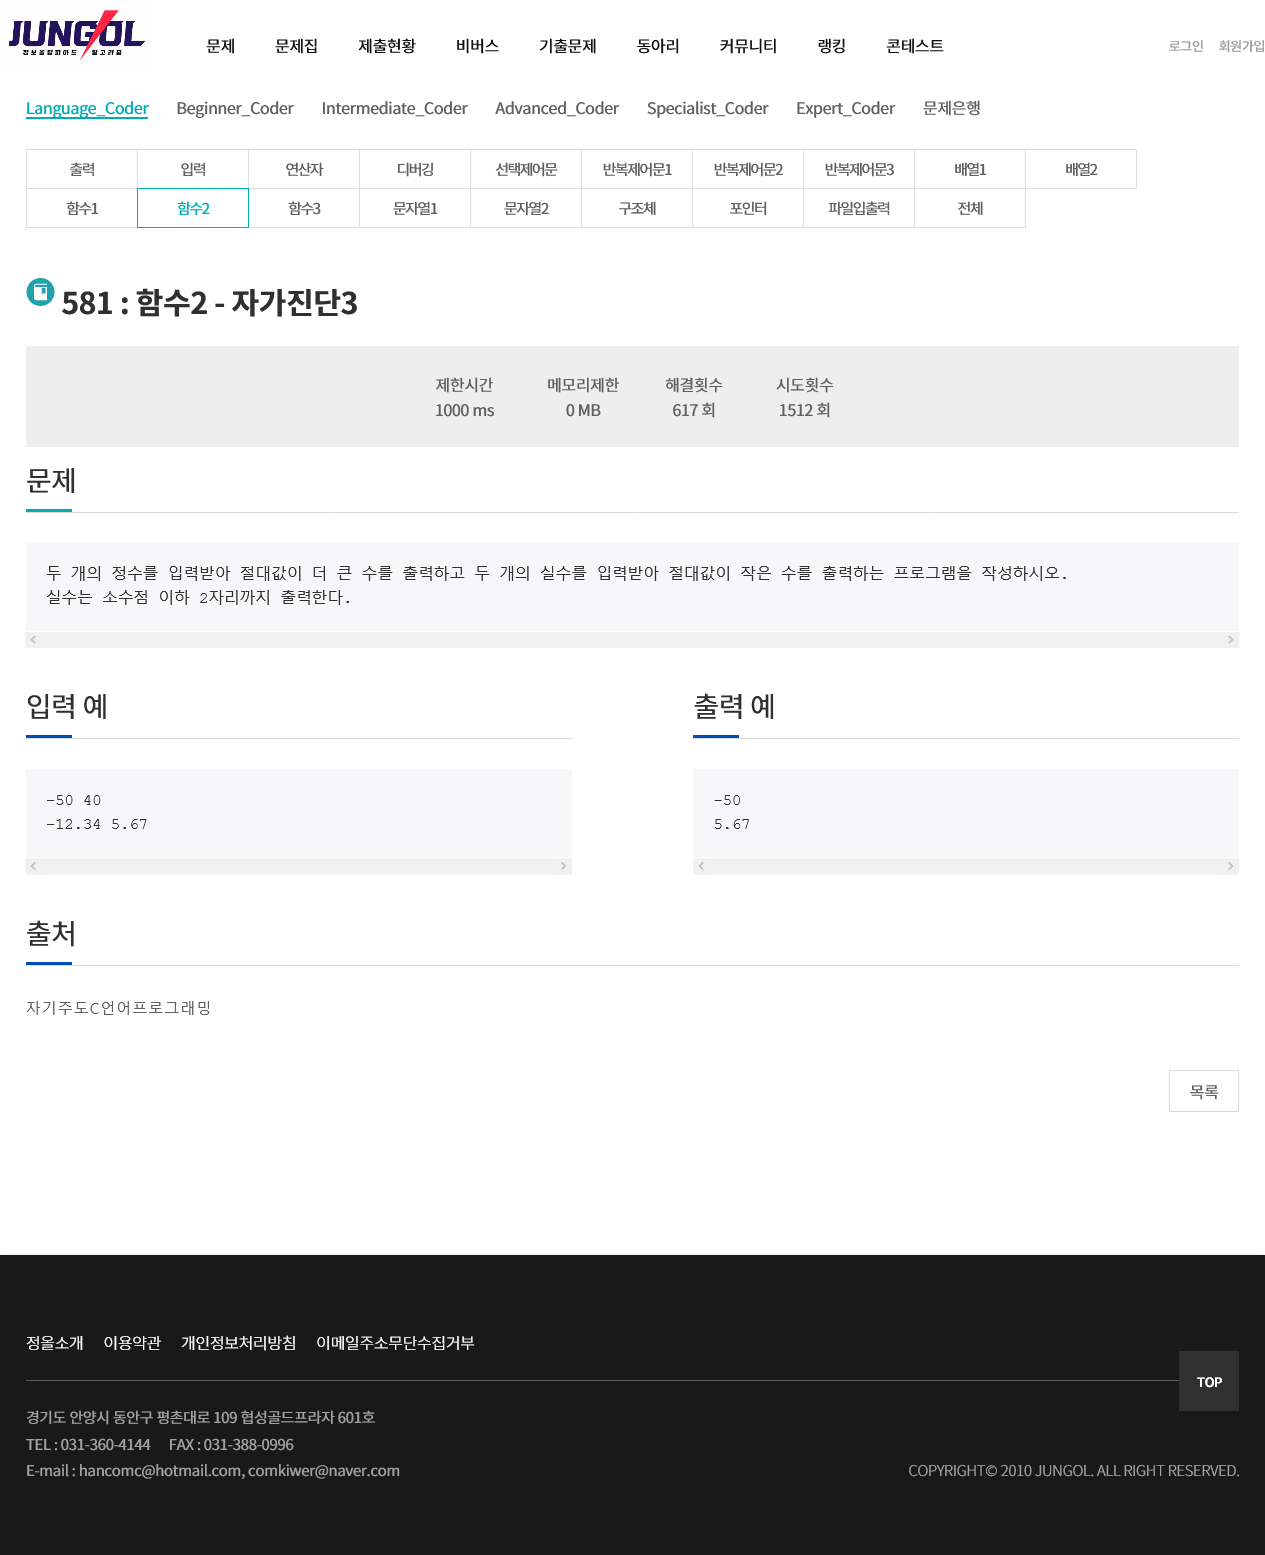 JUNGOL
정보올림피아드 알고리즘
문제 문제집 제출현황 비버스 기출문제 동아리 커뮤니티 랭킹 콘테스트 로그인 회원가입
Language_Coder Beginner_Coder Intermediate_Coder Advanced_Coder Specialist_Coder Expert_Coder 문제은행
출력 입력 연산자 디버깅 선택제어문 반복제어문1 반복제어문2 반복제어문3 배열1 배열2
함수1 함수2 함수3 문자열1 문자열2 구조체 포인터 파일입출력 전체
581 : 함수2 - 자가진단3
제한시간 메모리제한 해결횟수 시도횟수
1000 ms 0 MB 617 회 1512 회
문제
두 개의 정수를 입력받아 절대값이 더 큰 수를 출력하고 두 개의 실수를 입력받아 절대값이 작은 수를 출력하는 프로그램을 작성하시오.
실수는 소수점 이하 2자리까지 출력한다.
입력 예 출력 예
-50 40 -50
-12.34 5.67 5.67
출처
자기주도C언어프로그래밍
목록
정올소개 이용약관 개인정보처리방침 이메일주소무단수집거부
TOP
경기도 안양시 동안구 평촌대로 109 협성골드프라자 601호
TEL : 031-360-4144 FAX : 031-388-0996
E-mail : hancomc@hotmail.com, comkiwer@naver.com COPYRIGHT© 2010 JUNGOL. ALL RIGHT RESERVED.